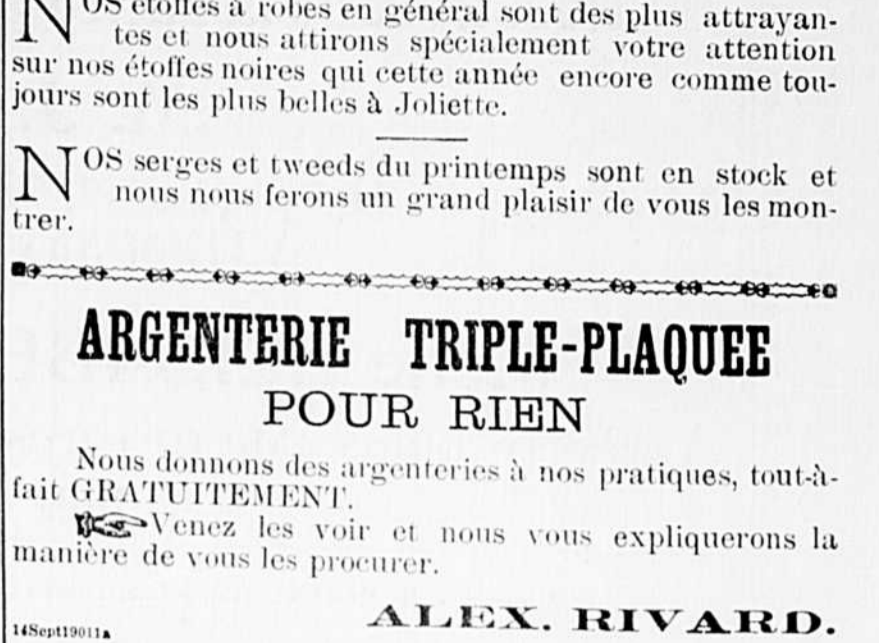 NOS étoffes à robes en général sont des plus attrayan-
tes et nous attirons spécialement votre attention
sur nos étoffes noires qui cette année encore comme tou-
jours sont les plus belles à Joliette.
NOS serges et tweeds du printemps sont en stock et
nous nous ferons un grand plaisir de vous les mon-
trer.
ARGENTERIE TRIPLE-PLAQUEE
POUR RIEN
Nous donnons des argenteries à nos pratiques, tout-à-
fait GRATUITEMENT.
Venez les voir et nous vous expliquerons la
manière de vous les procurer.
ALEX. RIVARD.
14Sept19011a